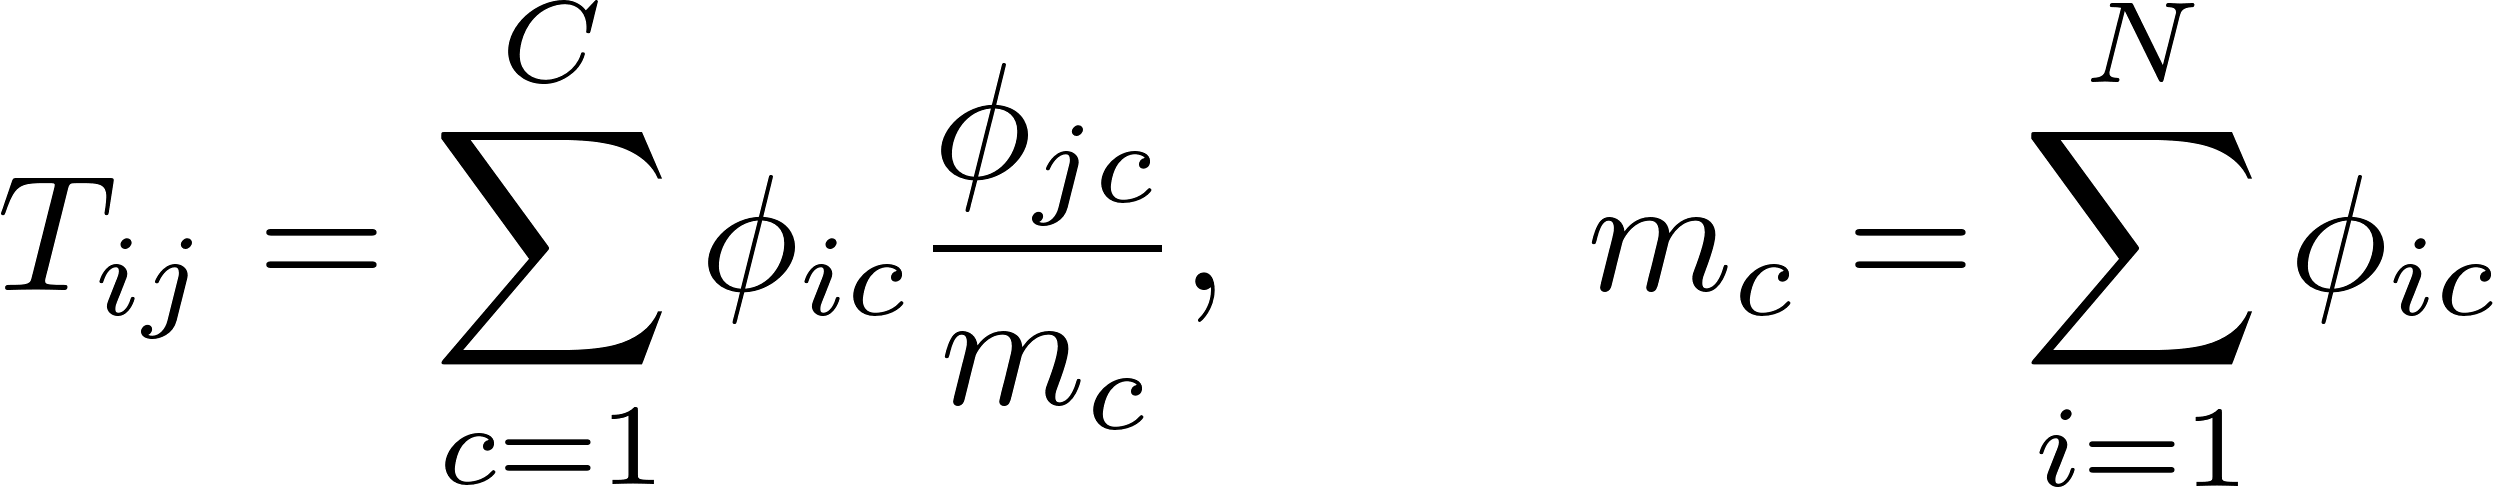 T_{ij} = \sum_{c=1}^{C} \phi_{ic} \frac{\phi_{jc}}{m_c}, \qquad m_c = \sum_{i=1}^{N} \phi_{ic}